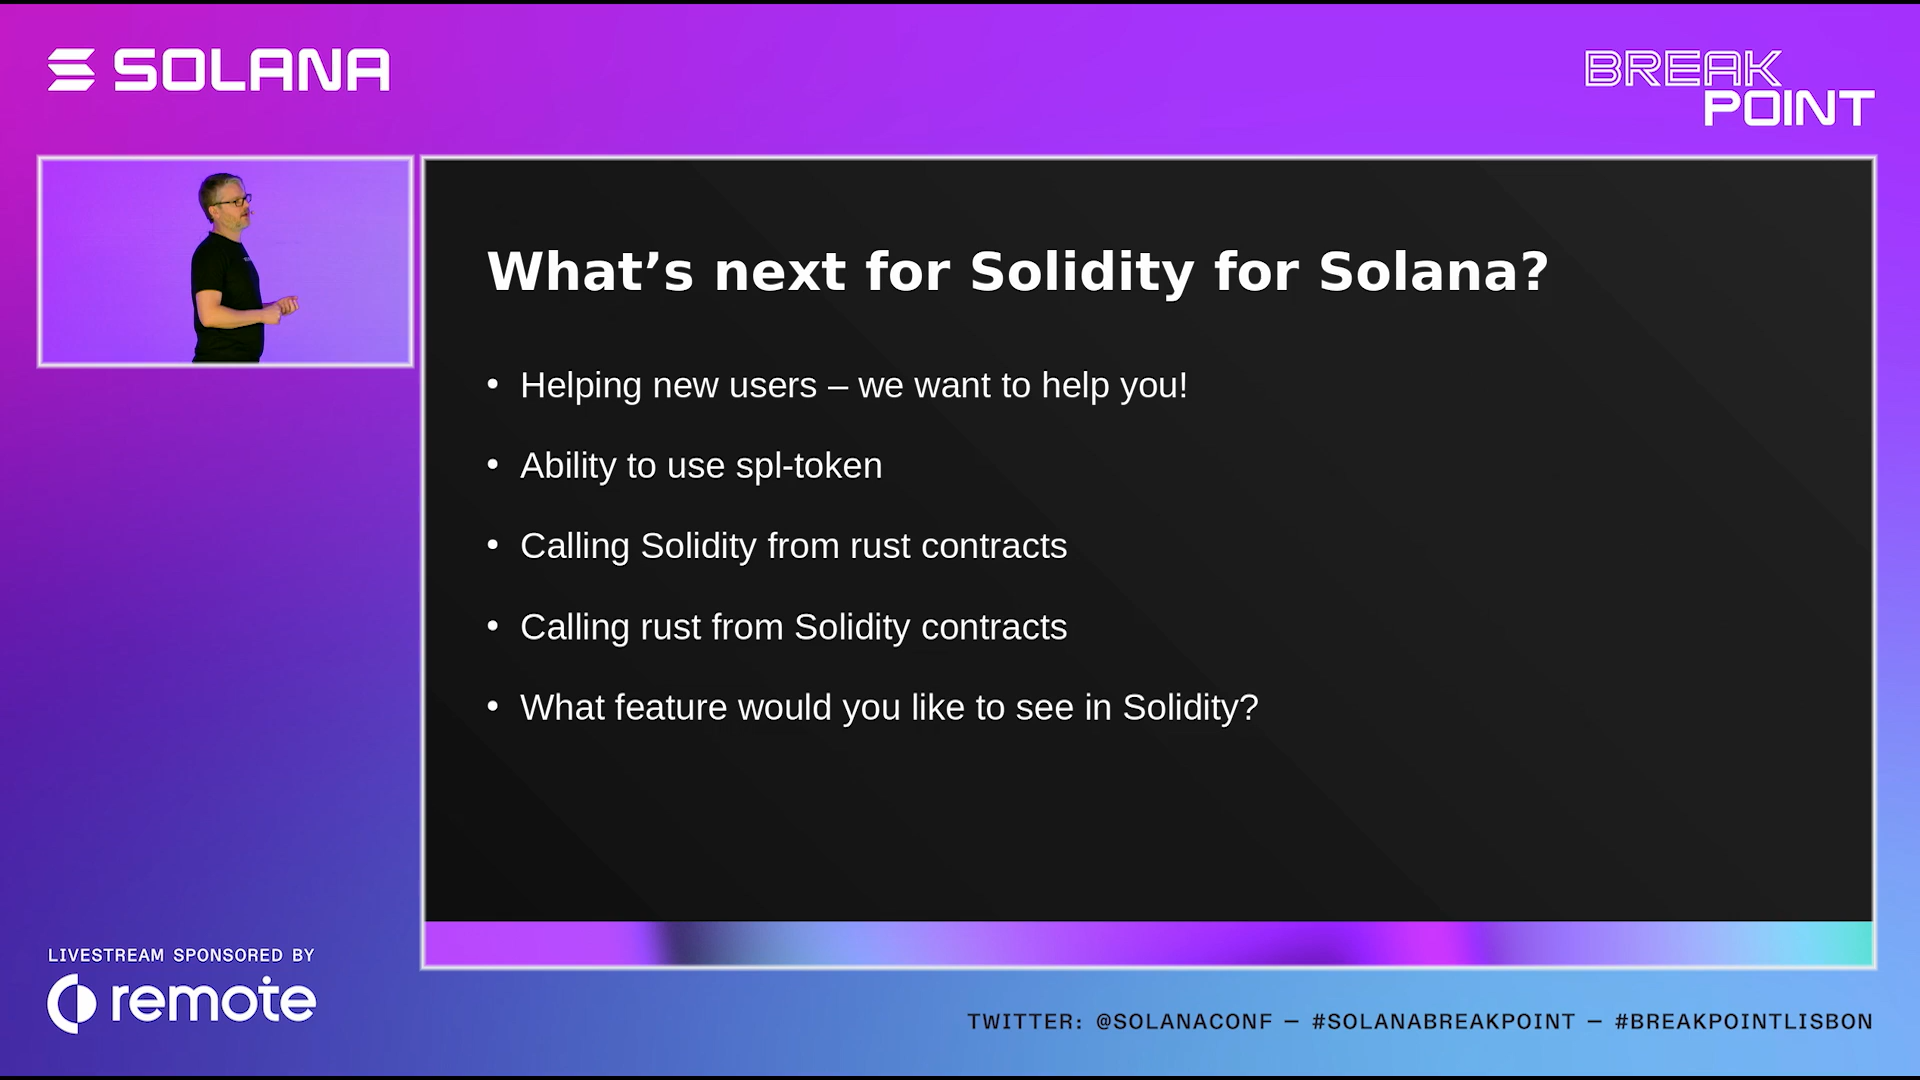 SOLANA
BREAK
POINT
What’s next for Solidity for Solana?
• Helping new users – we want to help you!
• Ability to use spl-token
• Calling Solidity from rust contracts
• Calling rust from Solidity contracts
• What feature would you like to see in Solidity?
LIVESTREAM SPONSORED BY
remote
TWITTER: @SOLANACONF – #SOLANABREAKPOINT – #BREAKPOINTLISBON